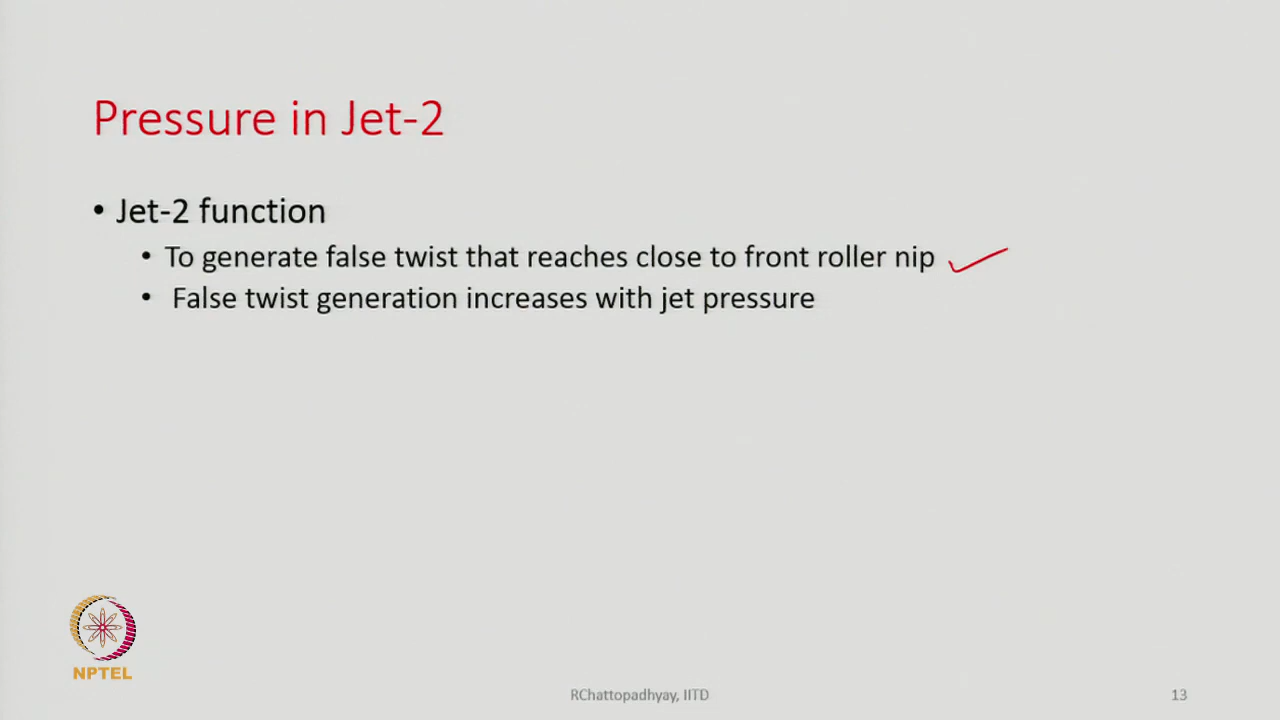 Pressure in Jet-2
• Jet-2 function
• To generate false twist that reaches close to front roller nip
• False twist generation increases with jet pressure
NPTEL
RChattopadhyay, IITD
13